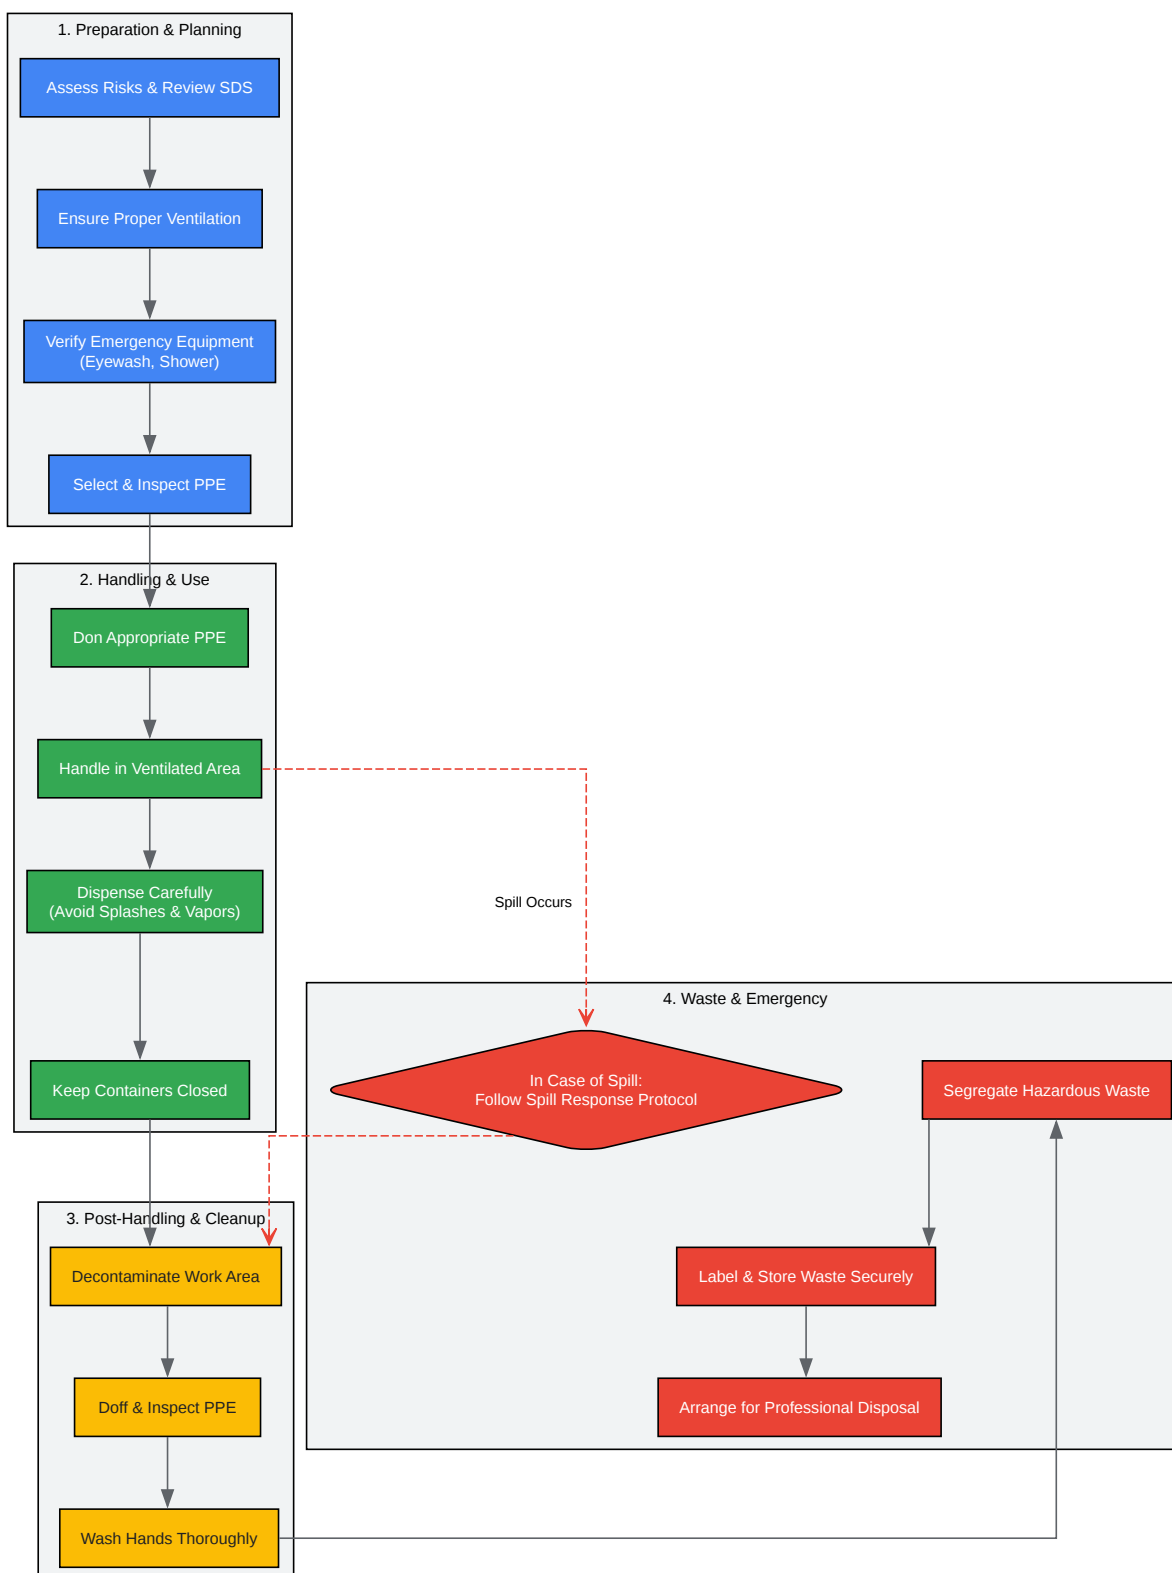 1. Preparation & Planning
Assess Risks & Review SDS
Ensure Proper Ventilation
Verify Emergency Equipment
(Eyewash, Shower)
Select & Inspect PPE
2. Handling & Use
Don Appropriate PPE
Handle in Ventilated Area
Dispense Carefully
(Avoid Splashes & Vapors)
Keep Containers Closed
Spill Occurs
4. Waste & Emergency
In Case of Spill:
Follow Spill Response Protocol
Segregate Hazardous Waste
Label & Store Waste Securely
Arrange for Professional Disposal
3. Post-Handling & Cleanup
Decontaminate Work Area
Doff & Inspect PPE
Wash Hands Thoroughly